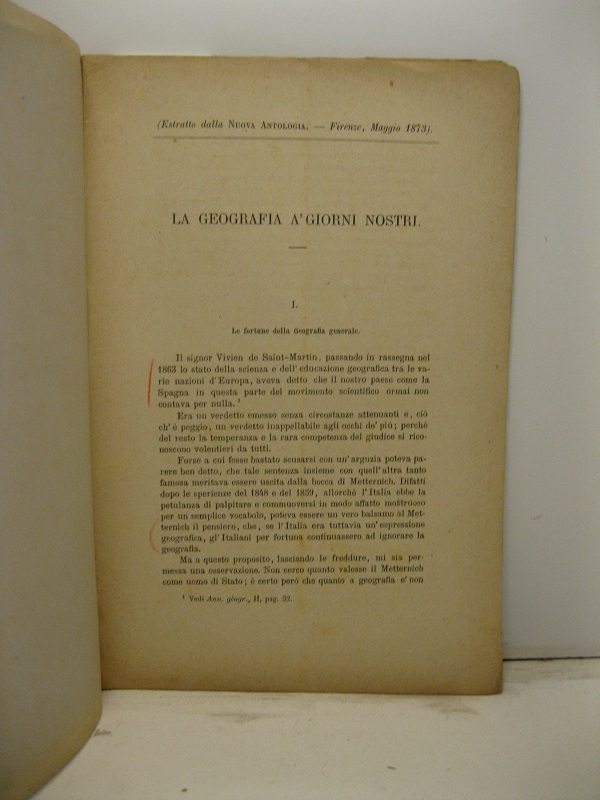 (Estratto dalla NUOVA ANTOLOGIA. — Firenze, Maggio 1873).
LA GEOGRAFIA A' GIORNI NOSTRI.
I.
Le fortune della Geografia generale.
Il signor Vivien de Saint-Martin, passando in rassegna nel
1863 lo stato della scienza e dell'educazione geografica tra le va-
rie nazioni d'Europa, aveva detto che il nostro paese come la
Spagna in questa parte del movimento scientifico ormai non
contava per nulla. ¹
Era un verdetto emesso senza circostanze attenuanti e, ciò
ch'è peggio, un verdetto inappellabile agli occhi de' più; perchè
del resto la temperanza e la rara competenza del giudice si rico-
noscono volentieri da tutti.
Forse a cui fosse bastato scusarsi con un'arguzia poteva pa-
rere ben detto, che tale sentenza insieme con quell'altra tanto
famosa meritava essere uscita dalla bocca di Metternich. Difatti
dopo le sperienze del 1848 e del 1859, allorchè l'Italia ebbe la
petulanza di palpitare e commuoversi in modo affatto mostruoso
per un semplice vocabolo, poteva essere un vero balsamo al Met-
ternich il pensiero, che, se l'Italia era tuttavia un'espressione
geografica, gl'Italiani per fortuna continuassero ad ignorare la
geografia.
Ma a questo proposito, lasciando le freddure, mi sia per-
messa una osservazione. Non cerco quanto valesse il Metternich
come uomo di Stato; è certo però che quanto a geografia e' non
¹ Vedi Ann. géogr., II, pag. 32.